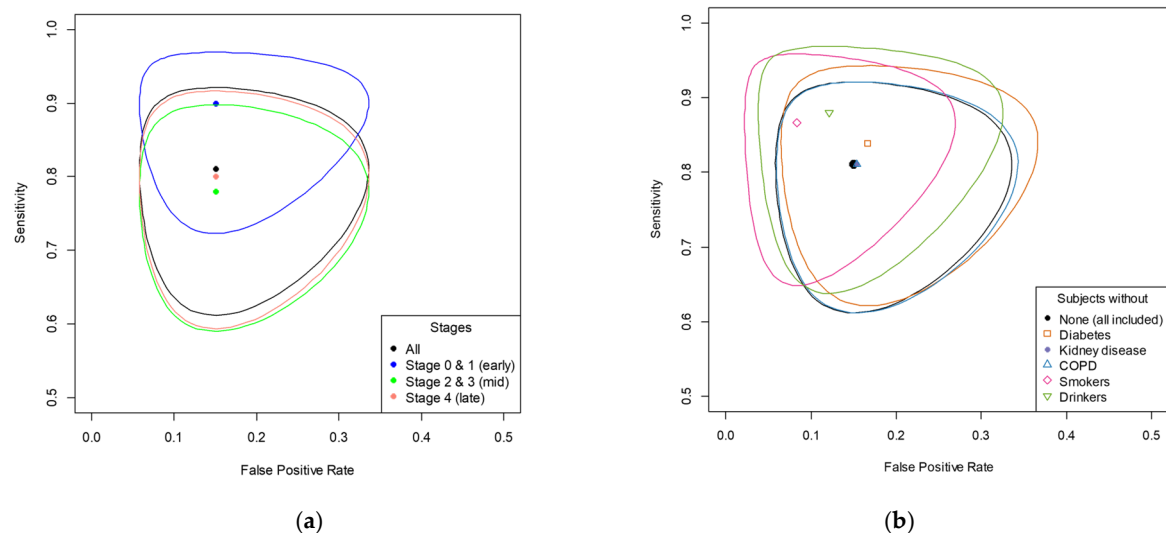 1.0
0.9
0.8
0.7
0.6
0.5
Sensitivity
0.0 0.1 0.2 0.3 0.4 0.5
False Positive Rate
Stages
All
Stage 0 & 1 (early)
Stage 2 & 3 (mid)
Stage 4 (late)
(a)
1.0
0.9
0.8
0.7
0.6
0.5
Sensitivity
0.0 0.1 0.2 0.3 0.4 0.5
False Positive Rate
Subjects without
None (all included)
Diabetes
Kidney disease
COPD
Smokers
Drinkers
(b)